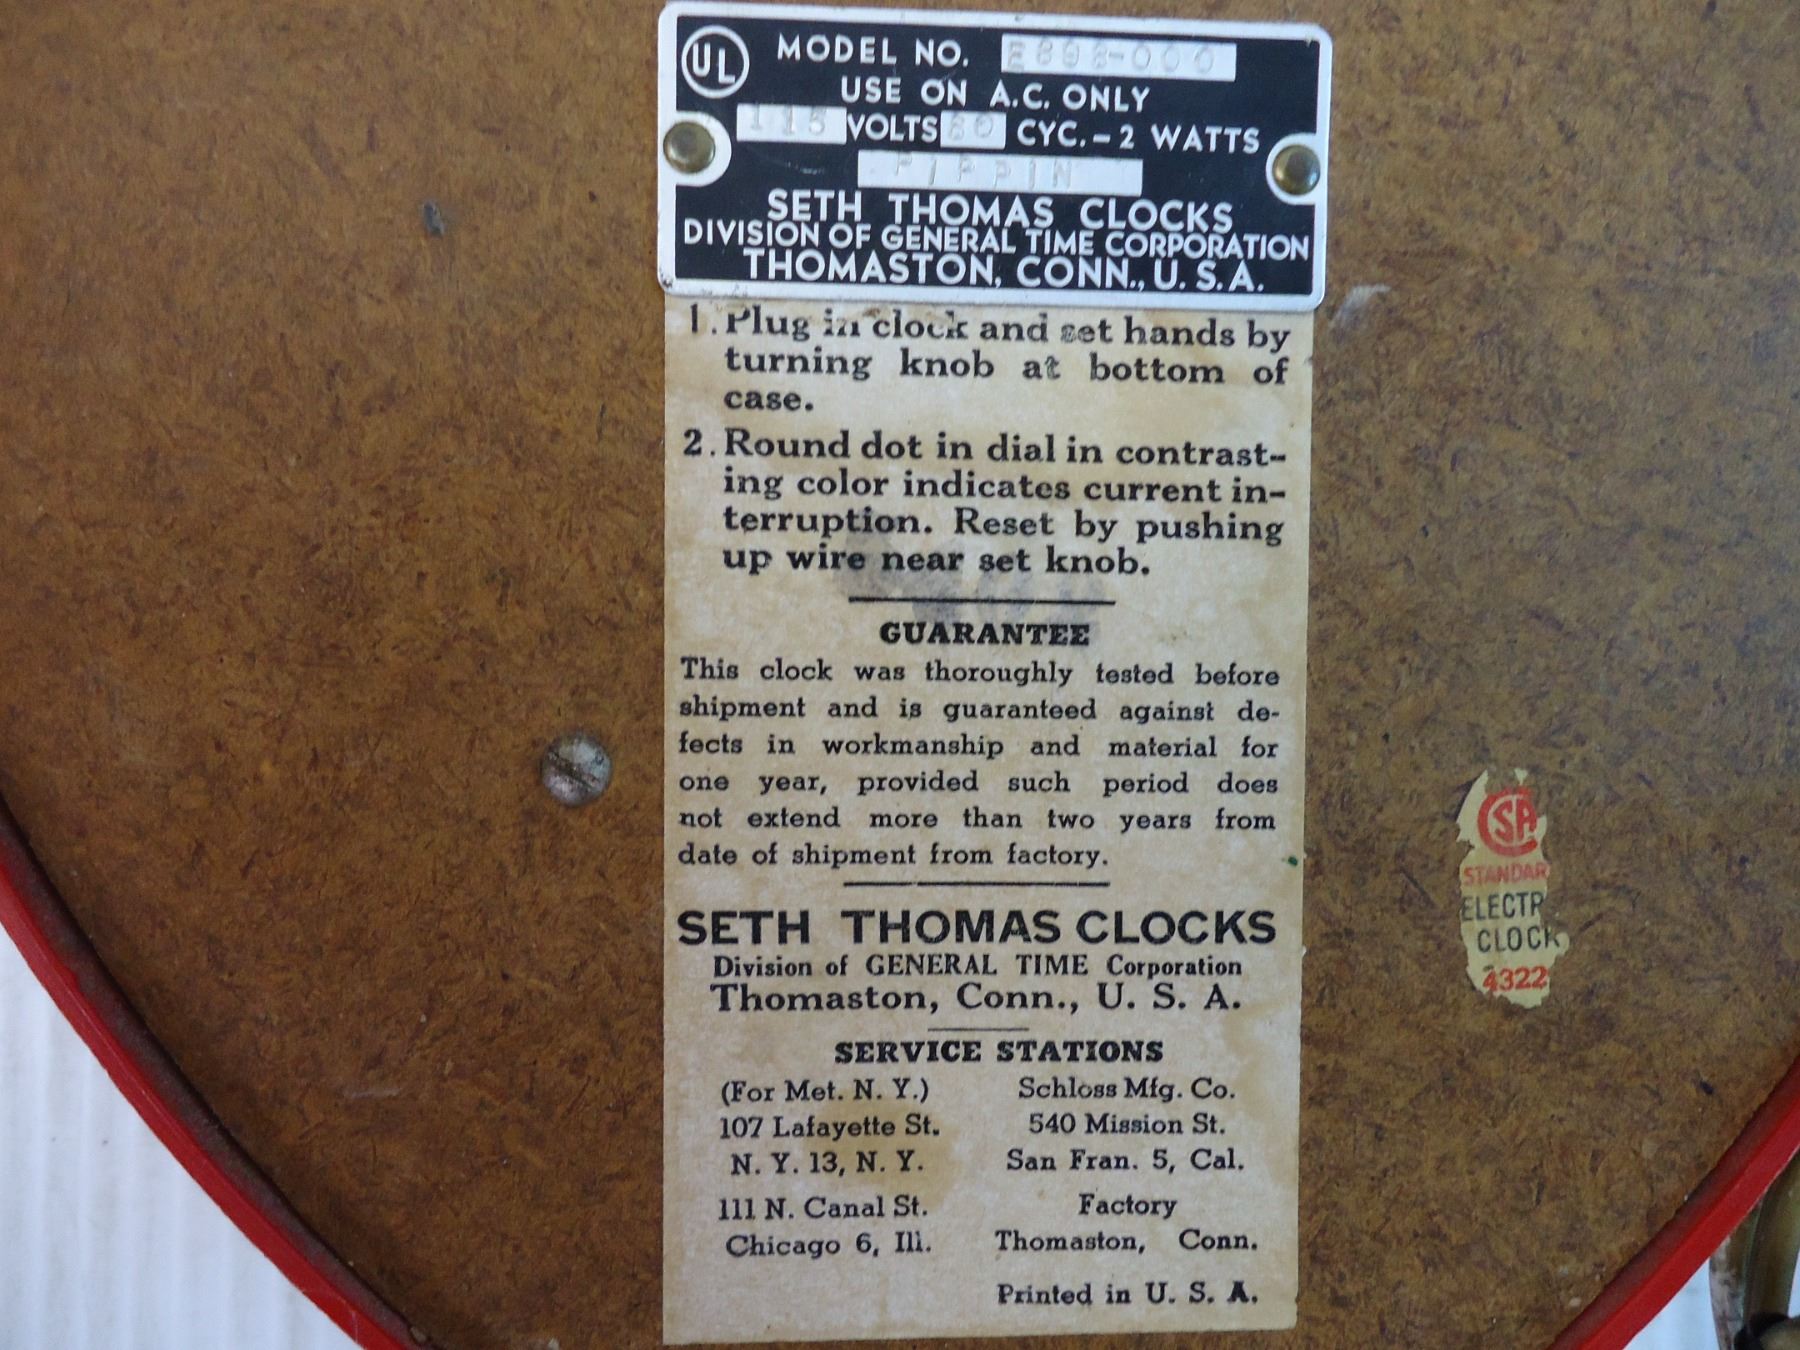 UL MODEL NO. E898-000
USE ON A.C. ONLY
115 VOLTS 60 CYC. - 2 WATTS
PIPPIN
SETH THOMAS CLOCKS
DIVISION OF GENERAL TIME CORPORATION
THOMASTON, CONN., U. S. A.
1. Plug in clock and set hands by
turning knob at bottom of
case.
2. Round dot in dial in contrast-
ing color indicates current in-
terruption. Reset by pushing
up wire near set knob.
GUARANTEE
This clock was thoroughly tested before
shipment and is guaranteed against de-
fects in workmanship and material for
one year, provided such period does
not extend more than two years from
date of shipment from factory.
SETH THOMAS CLOCKS
Division of GENERAL TIME Corporation
Thomaston, Conn., U. S. A.
SERVICE STATIONS
(For Met. N. Y.)
107 Lafayette St.
N. Y. 13, N. Y.
111 N. Canal St.
Chicago 6, Ill.
Schloss Mfg. Co.
540 Mission St.
San Fran. 5, Cal.
Factory
Thomaston, Conn.
Printed in U. S. A.
CSA
STANDAR
ELECTR
CLOCK
4322